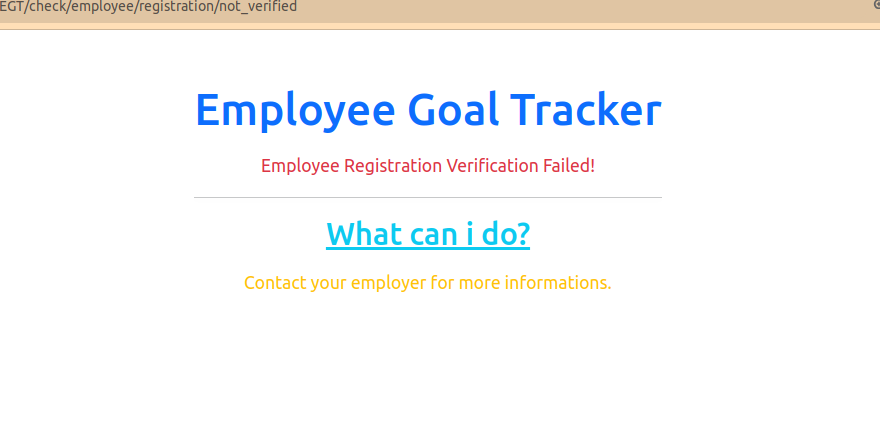 EGT/check/employee/registration/not_verified
Employee Goal Tracker
Employee Registration Verification Failed!
What can i do?
Contact your employer for more informations.